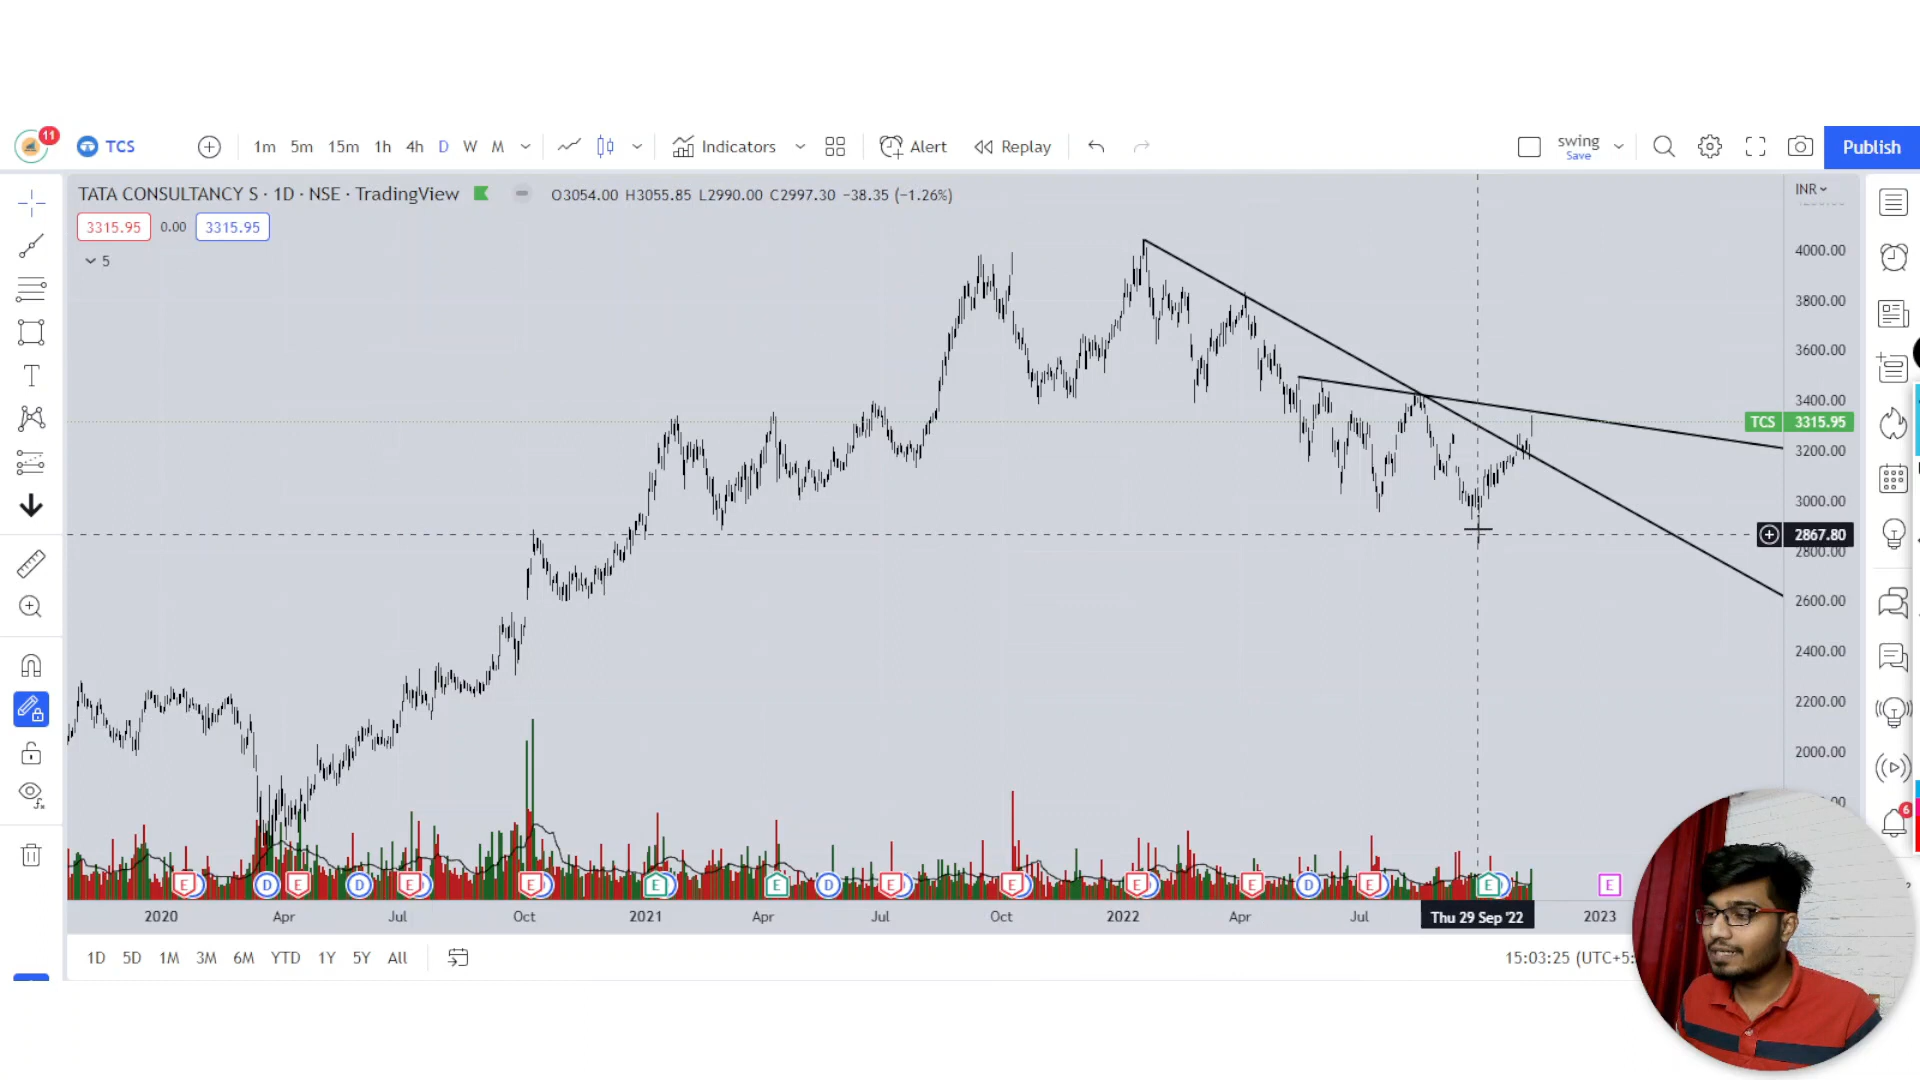 11
TCS
1m 5m 15m 1h 4h D W M
Indicators
Alert
Replay
swing
Save
Publish
TATA CONSULTANCY S · 1D · NSE · TradingView
O3054.00 H3055.85 L2990.00 C2997.30 −38.35 (−1.26%)
INR
3315.95 0.00 3315.95
5
4000.00
3800.00
3600.00
3400.00
TCS 3315.95
3200.00
3000.00
2867.80
2800.00
2600.00
2400.00
2200.00
2000.00
6
E D E D E E E E D E E E E D E E E
2020 Apr Jul Oct 2021 Apr Jul Oct 2022 Apr Jul Thu 29 Sep '22 2023
1D 5D 1M 3M 6M YTD 1Y 5Y All
15:03:25 (UTC+5: